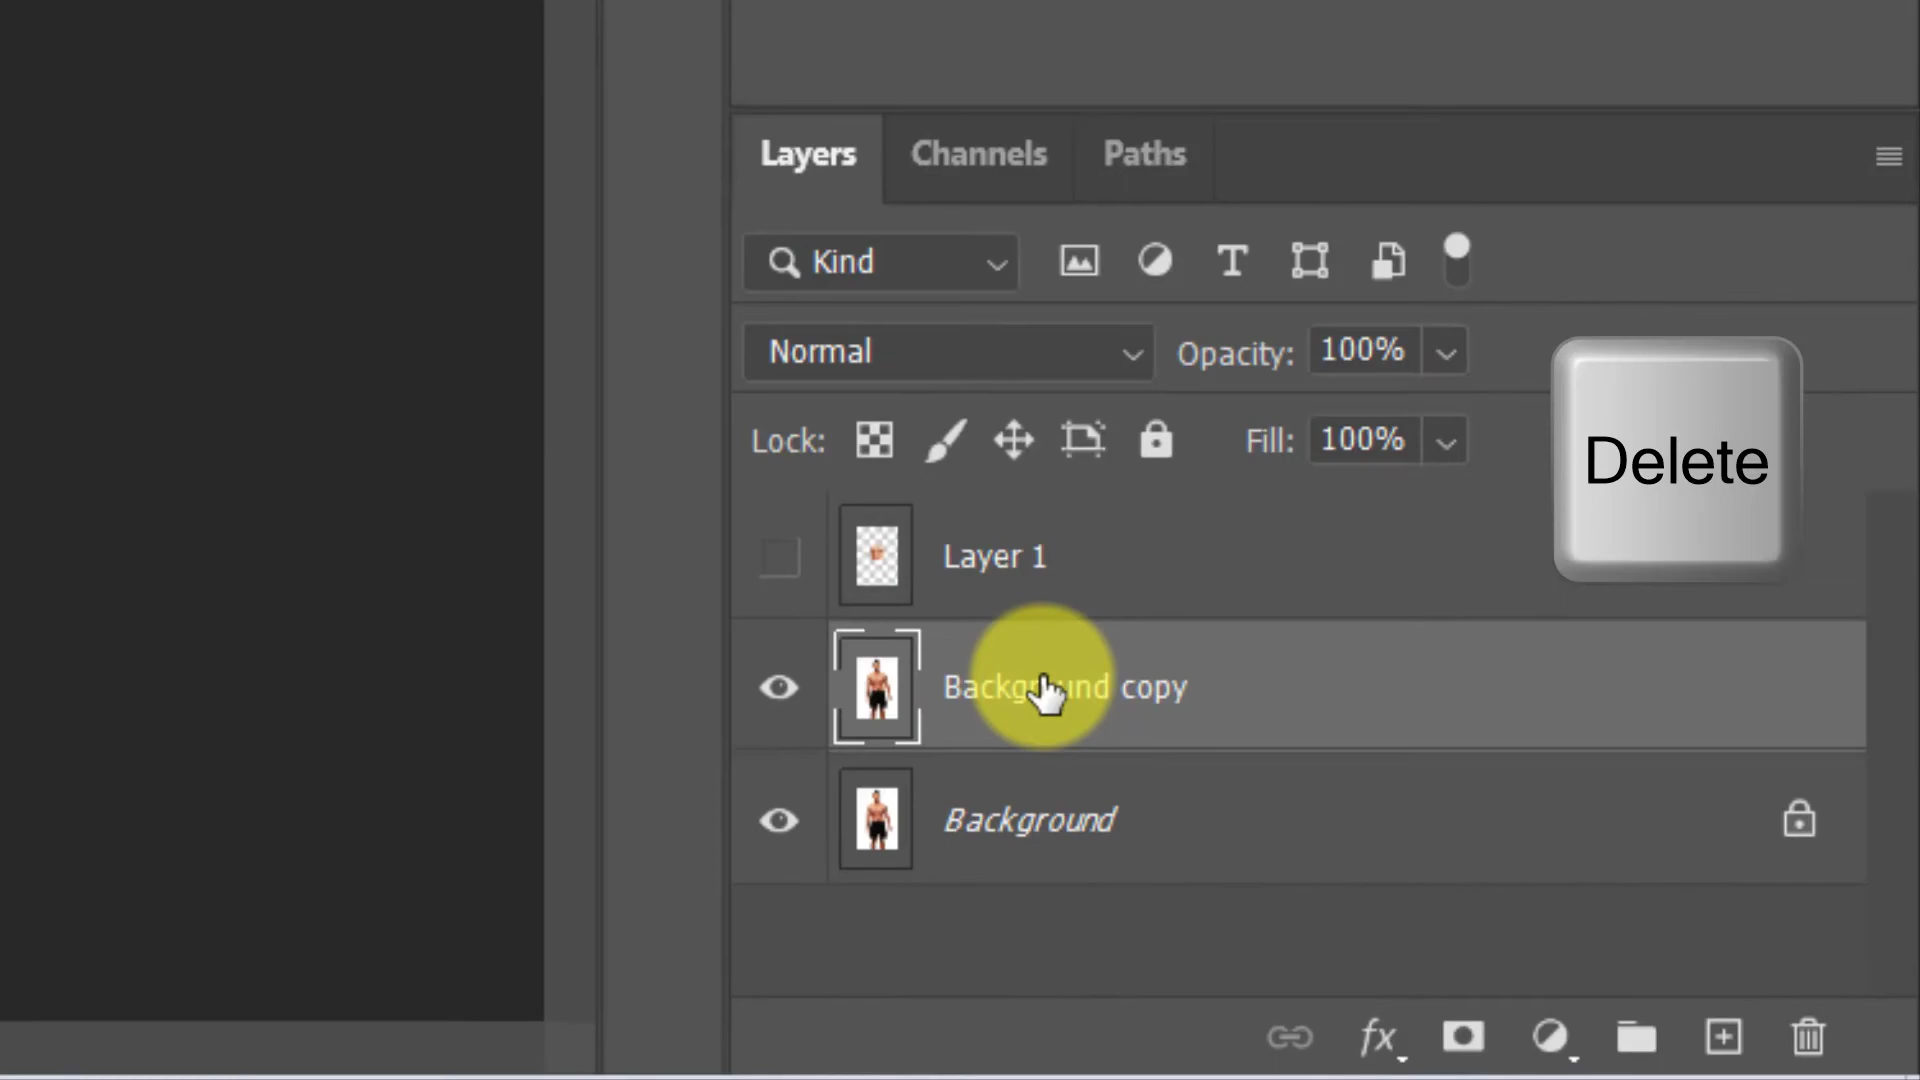 Layers Channels Paths
Kind
Normal Opacity: 100%
Lock: Fill: 100%
Delete
Layer 1
Background copy
Background
fx